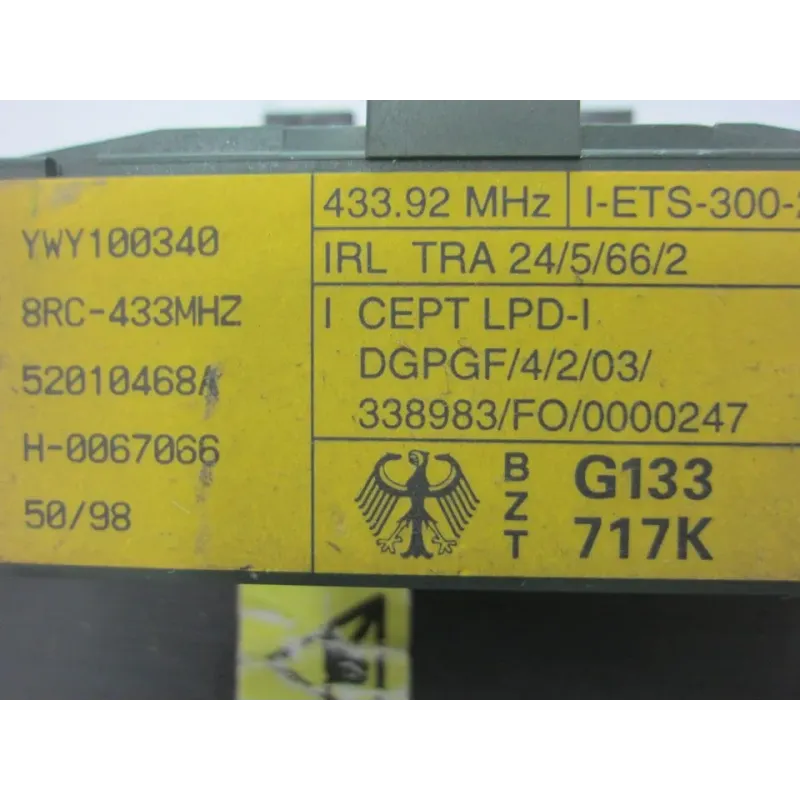 YWY100340
8RC-433MHZ
52010468A
H-0067066
50/98
433.92 MHz
I-ETS-300-
IRL TRA 24/5/66/2
I CEPT LPD-I
DGPGF/4/2/03/
338983/FO/0000247
BZT
G133
717K